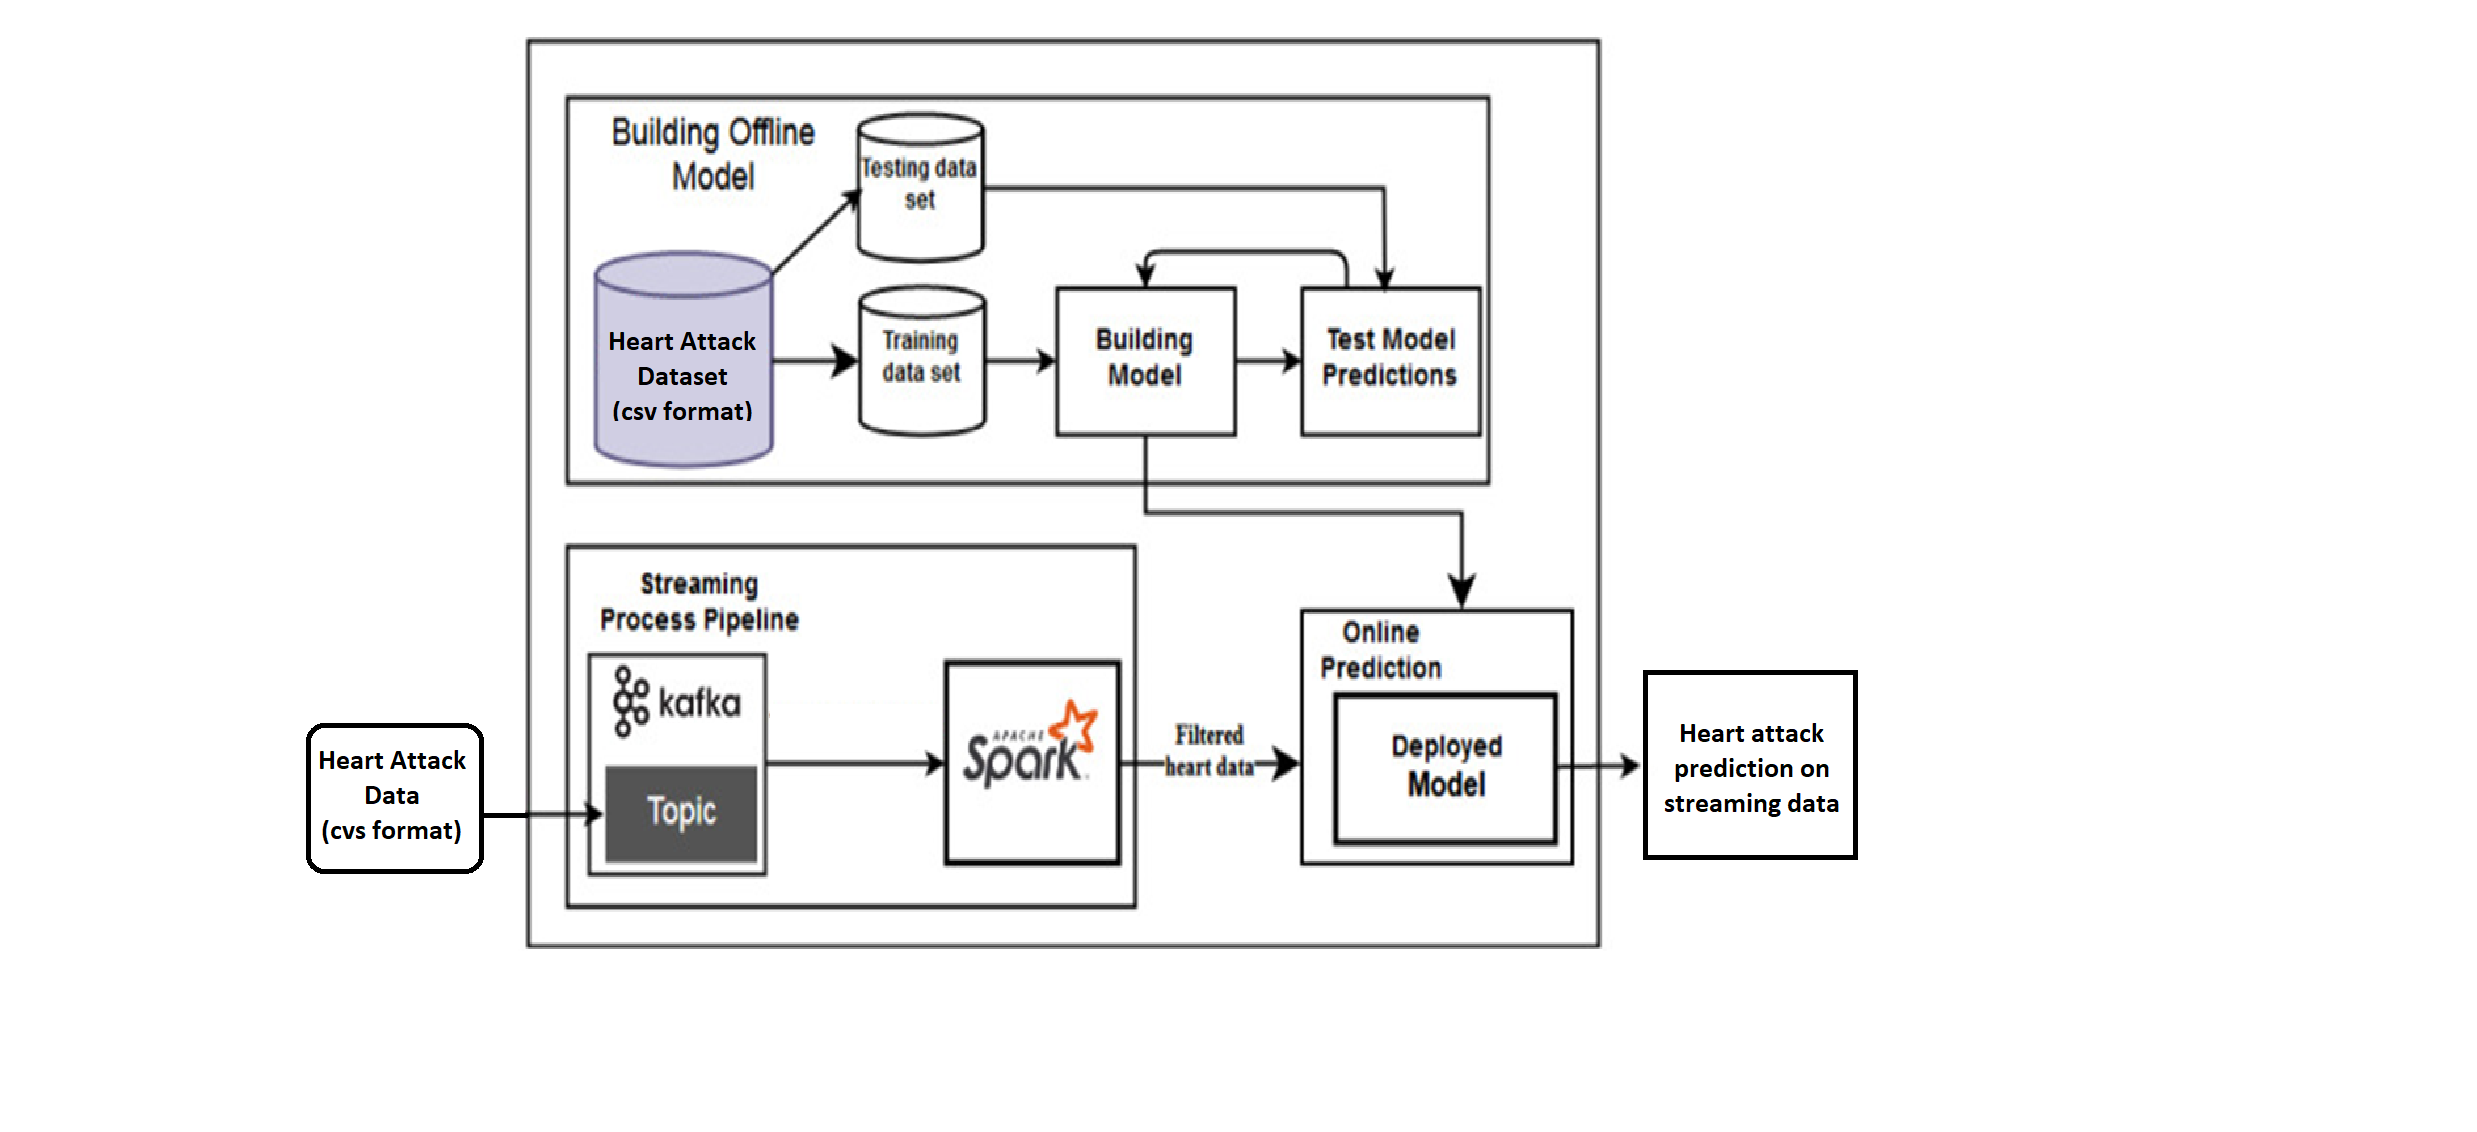 Building Offline
Model
Testing data
set
Heart Attack
Dataset
(csv format)
Training
data set
Building
Model
Test Model
Predictions
Streaming
Process Pipeline
kafka
Topic
APACHE
Spark
Heart Attack
Data
(cvs format)
Filtered
heart data
Online
Prediction
Deployed
Model
Heart attack
prediction on
streaming data